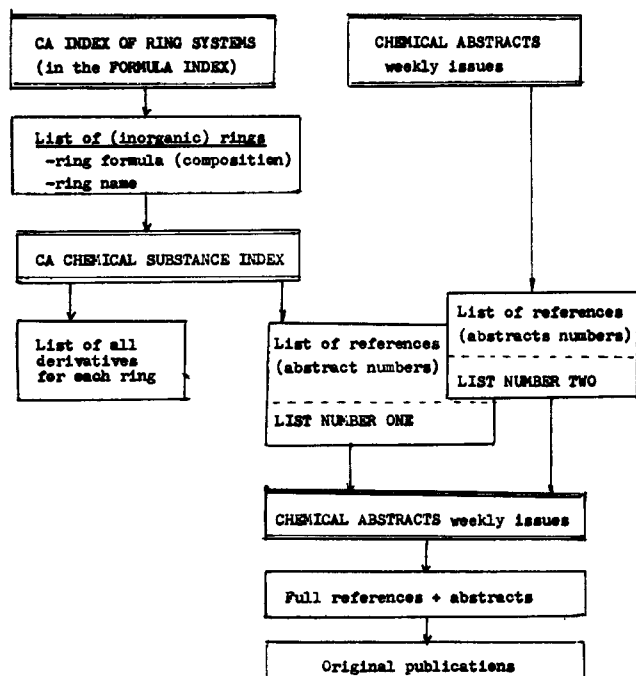 CA INDEX OF RING SYSTEMS
(in the FORMULA INDEX)
CHEMICAL ABSTRACTS
weekly issues
List of (inorganic) rings
-ring formula (composition)
-ring name
CA CHEMICAL SUBSTANCE INDEX
List of all
derivatives
for each ring
List of references
(abstract numbers)
LIST NUMBER ONE
List of references
(abstracts numbers)
LIST NUMBER TWO
CHEMICAL ABSTRACTS weekly issues
Full references + abstracts
Original publications